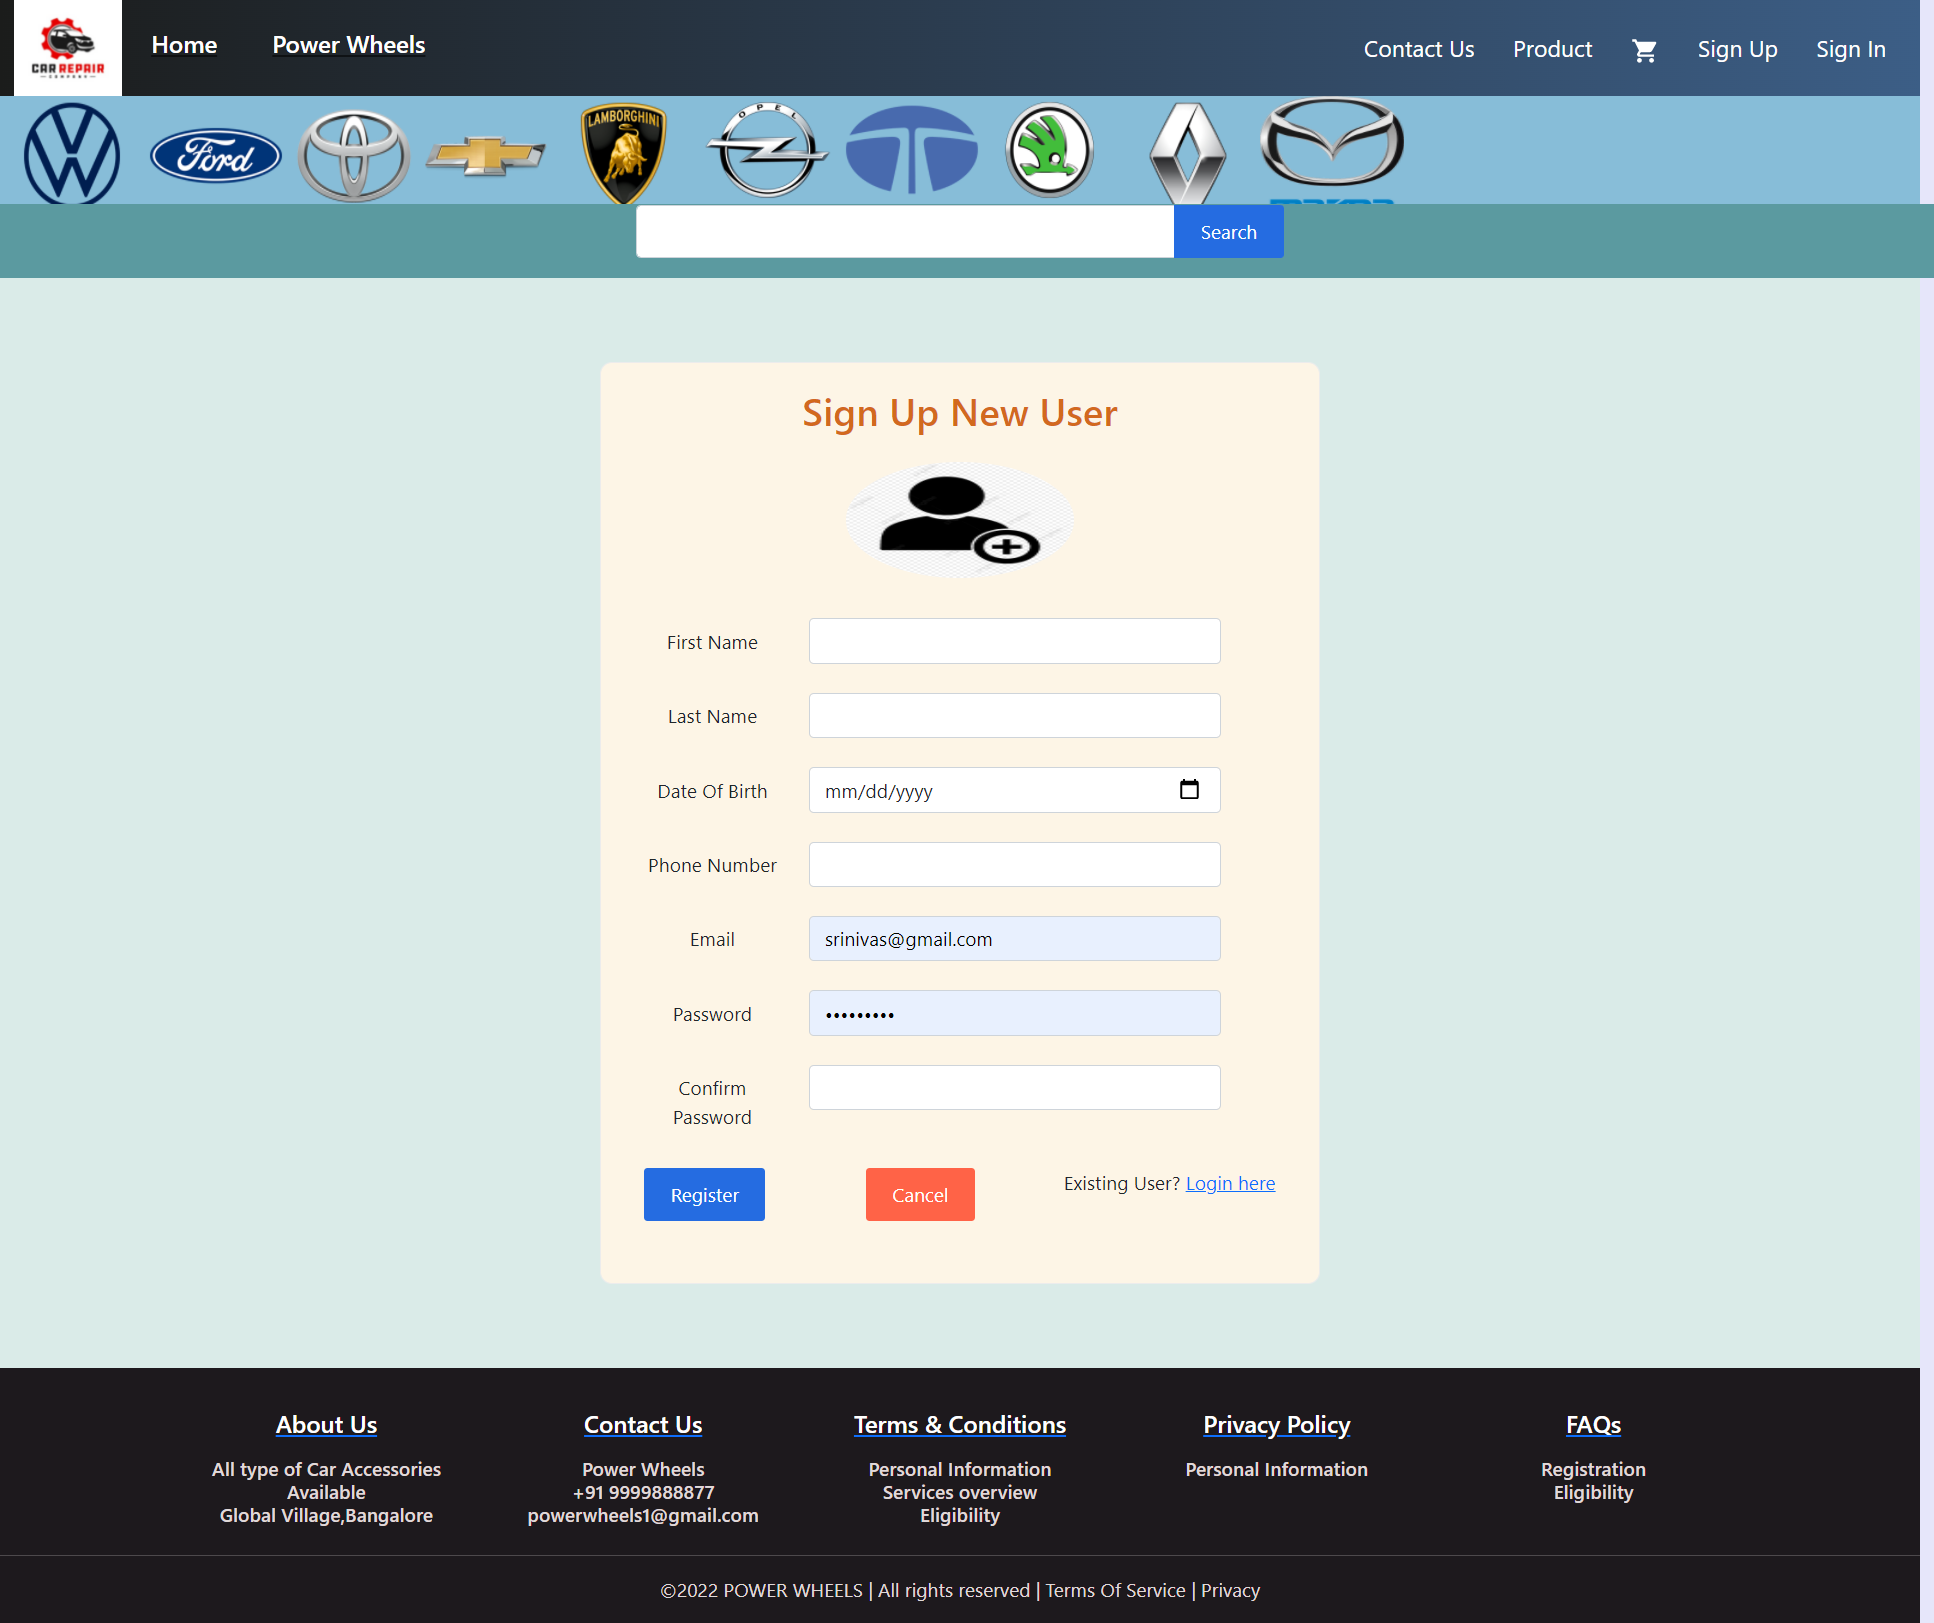 CAR REPAIR
COMPANY
Home
Power Wheels
Contact Us
Product
Sign Up
Sign In
Ford
LAMBORGHINI
OPEL
Search
Sign Up New User
First Name
Last Name
Date Of Birth
mm/dd/yyyy
Phone Number
Email
srinivas@gmail.com
Password
•••••••••
Confirm
Password
Register
Cancel
Existing User? Login here
About Us
All type of Car Accessories
Available
Global Village,Bangalore
Contact Us
Power Wheels
+91 9999888877
powerwheels1@gmail.com
Terms & Conditions
Personal Information
Services overview
Eligibility
Privacy Policy
Personal Information
FAQs
Registration
Eligibility
©2022 POWER WHEELS | All rights reserved | Terms Of Service | Privacy